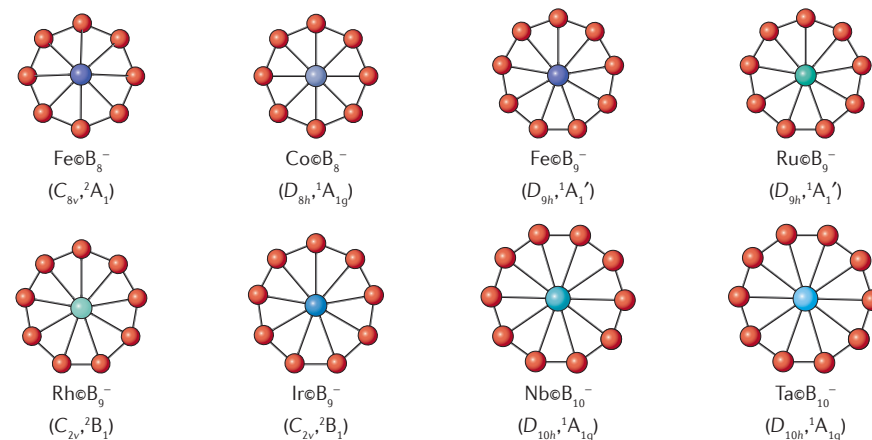 Fe©B₈⁻ Co©B₈⁻ Fe©B₉⁻ Ru©B₉⁻
(C₈ᵥ,²A₁) (D₈ₕ,¹A₁g) (D₉ₕ,¹A₁′) (D₉ₕ,¹A₁′)
Rh©B₉⁻ Ir©B₉⁻ Nb©B₁₀⁻ Ta©B₁₀⁻
(C₂ᵥ,²B₁) (C₂ᵥ,²B₁) (D₁₀ₕ,¹A₁g) (D₁₀ₕ,¹A₁g)